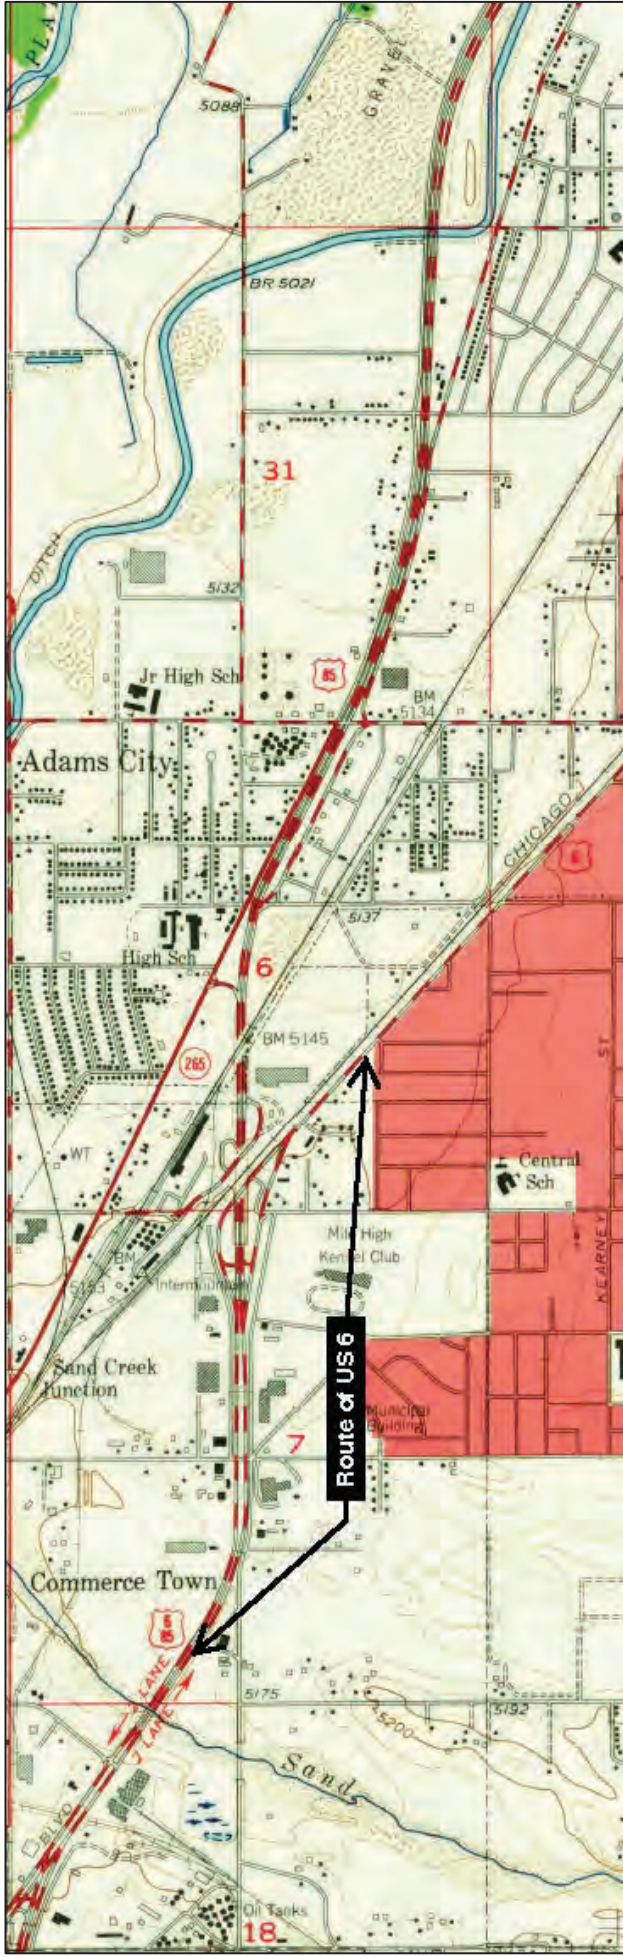 PLA
5088
GRAVEL
BR 5021
31
DITCH
5132
Jr High Sch
85
BM
5134
Adams City
CHICAGO
6
5137
High Sch
6
BM 5145
265
ST
WT
Central
Sch
Mile High
Kennel Club
KEARNEY
BM
5153
Intermountain
Sand Creek
Junction
Route of US 6
Municipal
Building
7
Commerce Town
6
85
LANE
LANE
5175
5192
5200
Sand
BLVD
Oil Tanks
18